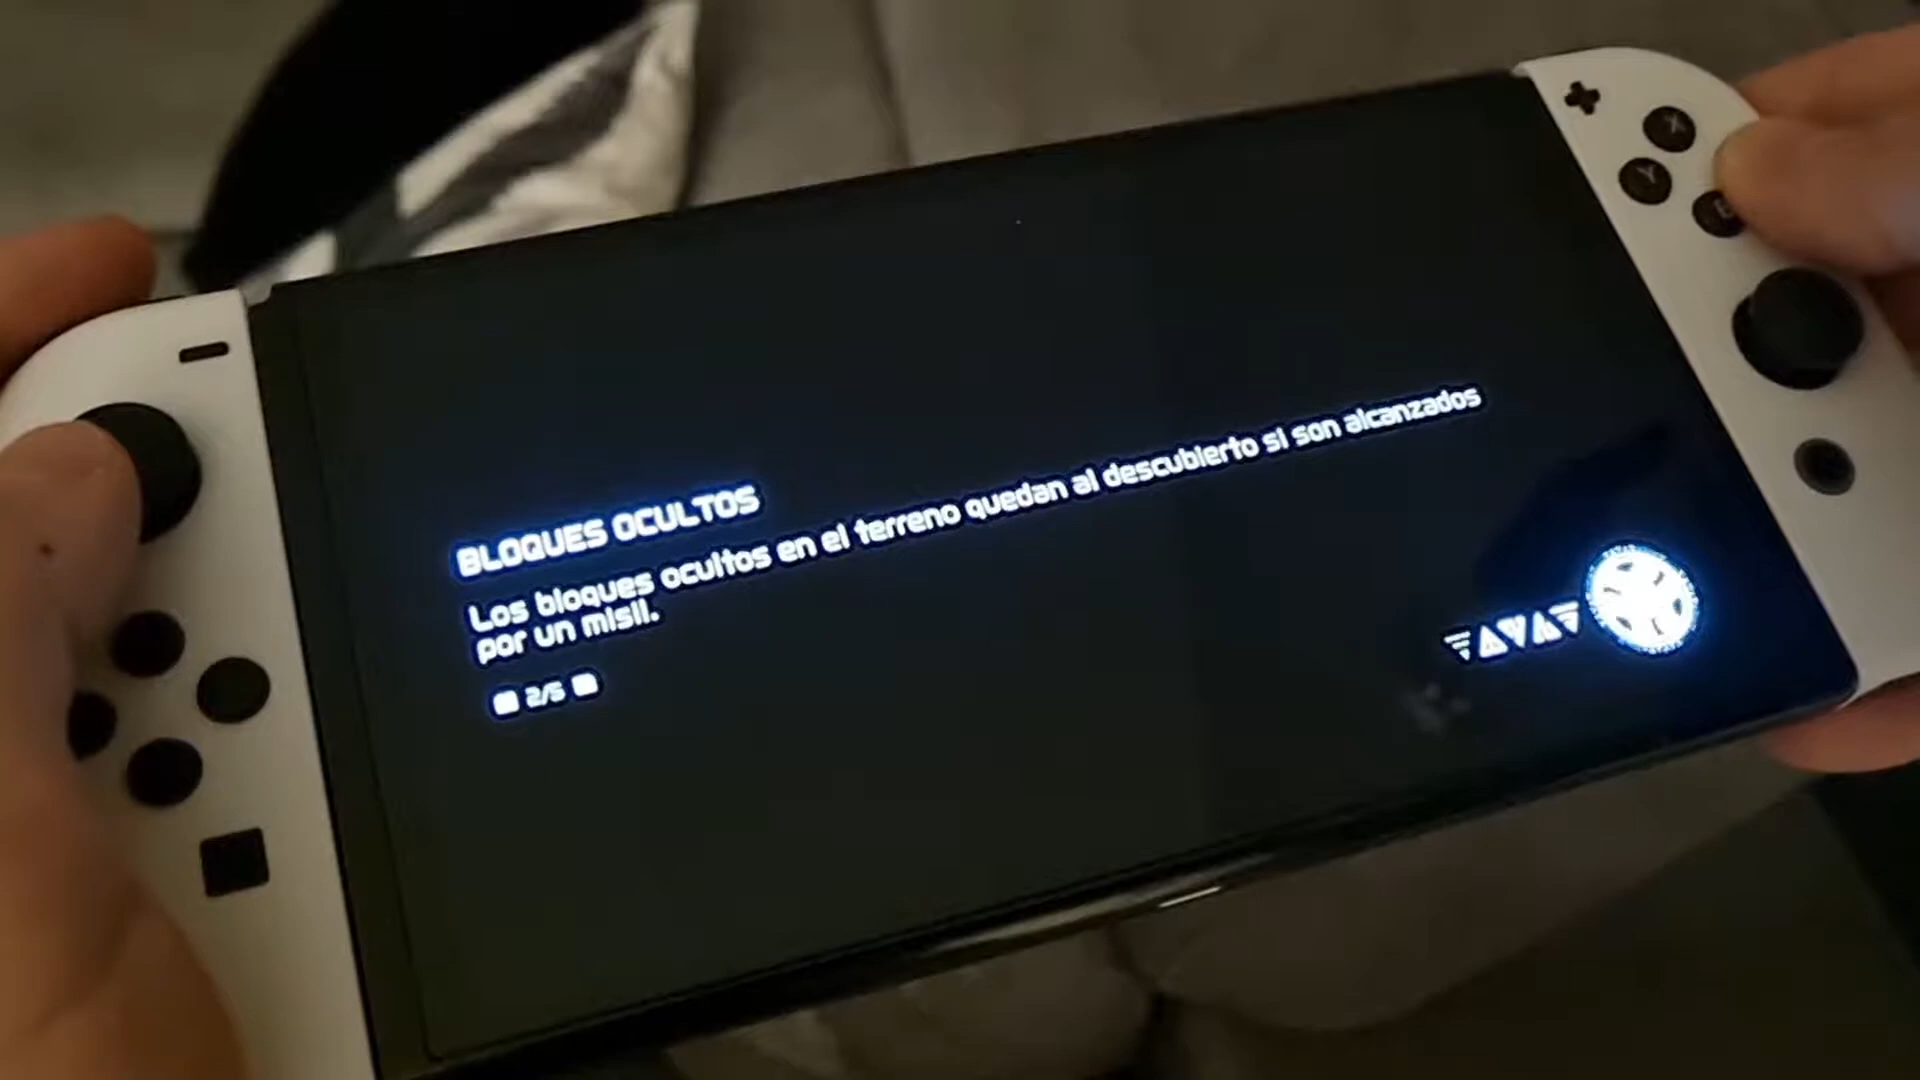 BLOQUES OCULTOS
Los bloques ocultos en el terreno quedan al descubierto si son alcanzados
por un misil.
2/5
X
Y
B